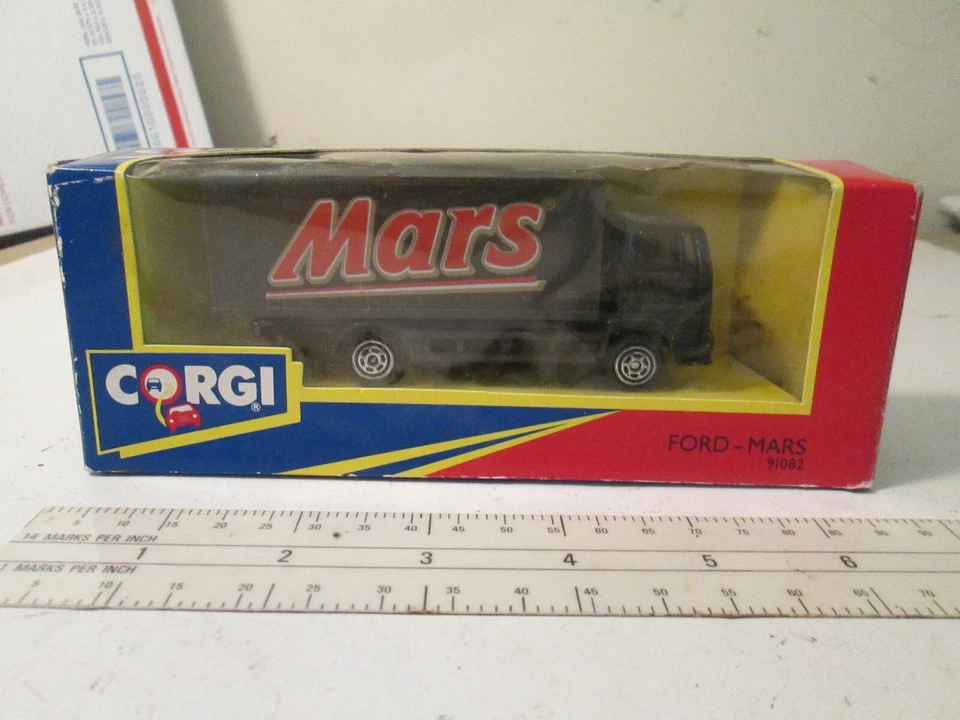 Mars®
CORGI®
FORD - MARS
91082
5 10 15 20 25 30 35 40 45 50 55 60 65 70 75 80 85 90 95
14 MARKS PER INCH
1 2 3 4 5 6
MARKS PER INCH
5 10 15 20 25 30 35 40 45 50 55 60 65 70